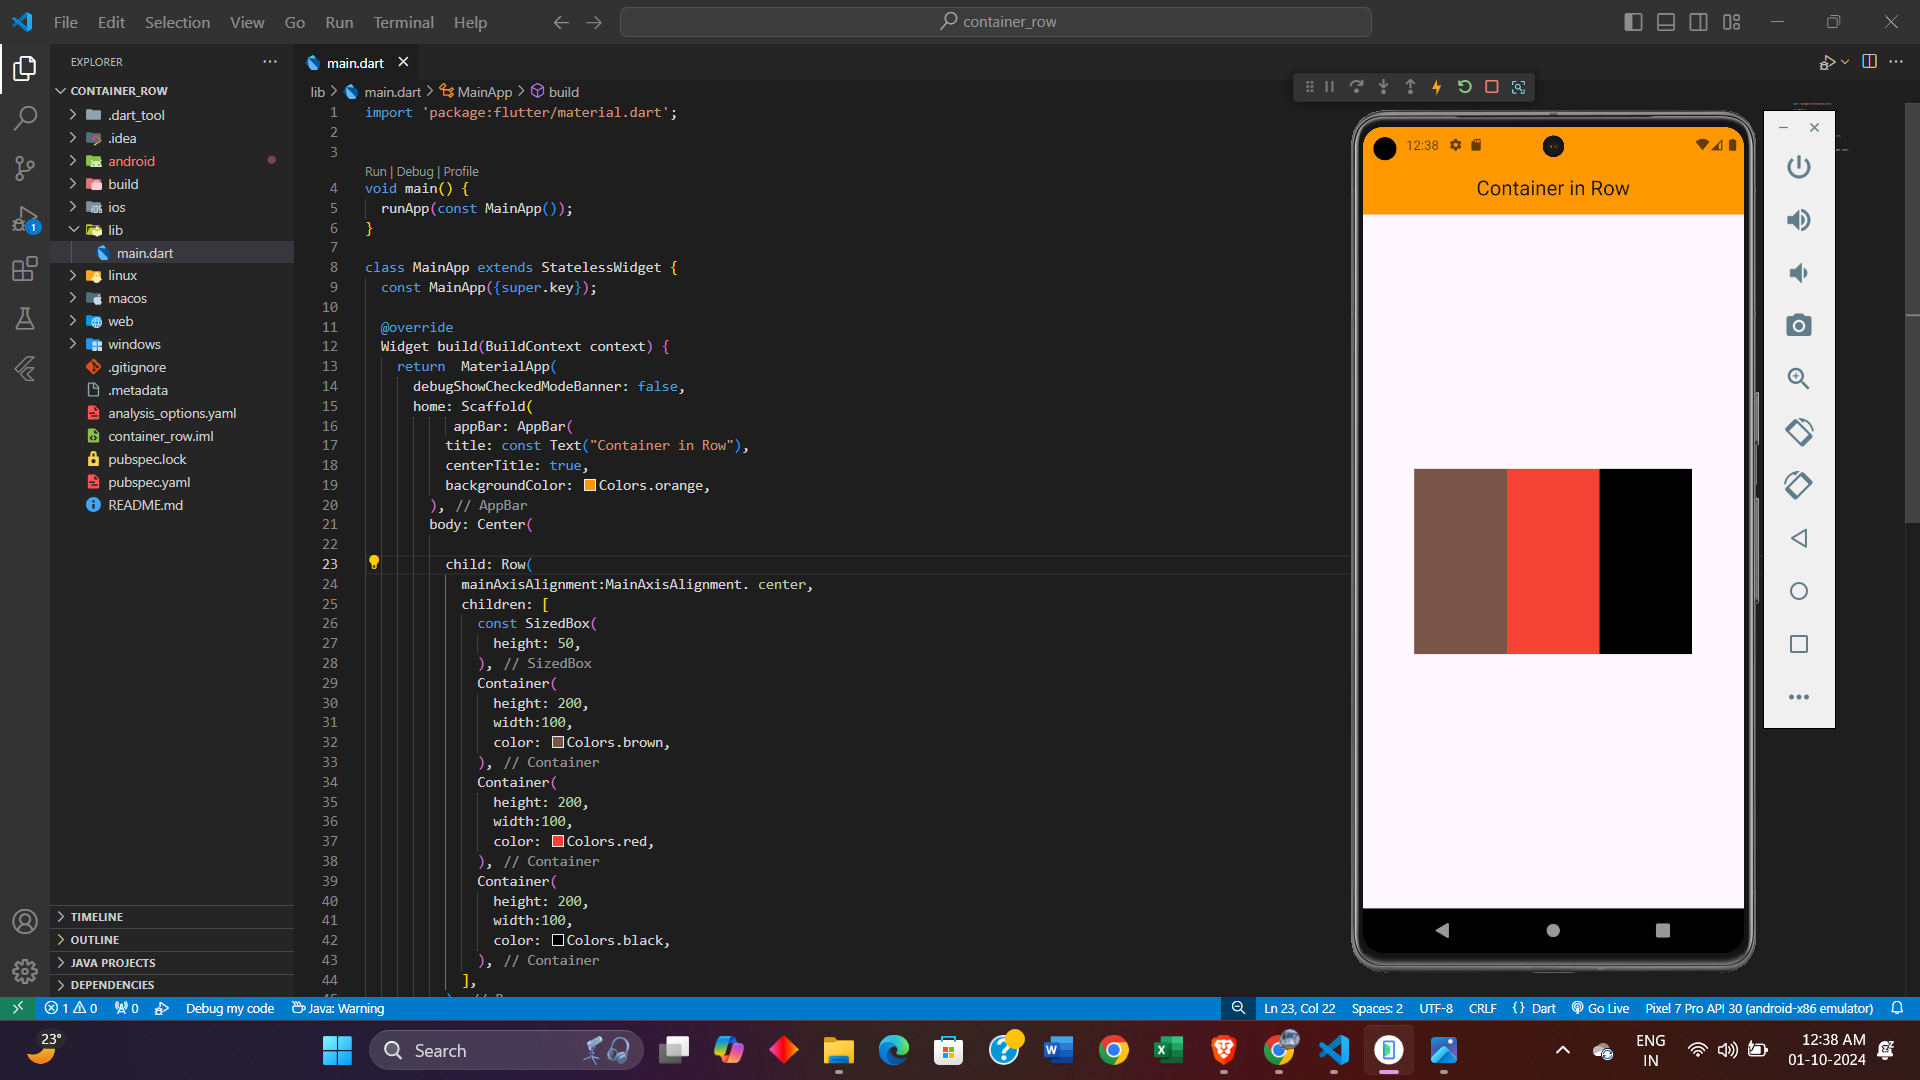 File Edit Selection View Go Run Terminal Help
container_row
EXPLORER
main.dart
CONTAINER_ROW
.dart_tool
.idea
android
build
ios
lib
main.dart
linux
macos
web
windows
.gitignore
.metadata
analysis_options.yaml
container_row.iml
pubspec.lock
pubspec.yaml
README.md
TIMELINE
OUTLINE
JAVA PROJECTS
DEPENDENCIES
1
lib > main.dart > MainApp > build
1 import 'package:flutter/material.dart';
2
3
Run | Debug | Profile
4 void main() {
5 runApp(const MainApp());
6 }
7
8 class MainApp extends StatelessWidget {
9 const MainApp({super.key});
10
11 @override
12 Widget build(BuildContext context) {
13 return  MaterialApp(
14 debugShowCheckedModeBanner: false,
15 home: Scaffold(
16 appBar: AppBar(
17 title: const Text("Container in Row"),
18 centerTitle: true,
19 backgroundColor: Colors.orange,
20 ), // AppBar
21 body: Center(
22
23 child: Row(
24 mainAxisAlignment:MainAxisAlignment. center,
25 children: [
26 const SizedBox(
27 height: 50,
28 ), // SizedBox
29 Container(
30 height: 200,
31 width:100,
32 color: Colors.brown,
33 ), // Container
34 Container(
35 height: 200,
36 width:100,
37 color: Colors.red,
38 ), // Container
39 Container(
40 height: 200,
41 width:100,
42 color: Colors.black,
43 ), // Container
44 ],
12:38
Container in Row
1 0 0 Debug my code Java: Warning
Ln 23, Col 22 Spaces: 2 UTF-8 CRLF {} Dart Go Live Pixel 7 Pro API 30 (android-x86 emulator)
23°
Search
ENG
IN
12:38 AM
01-10-2024